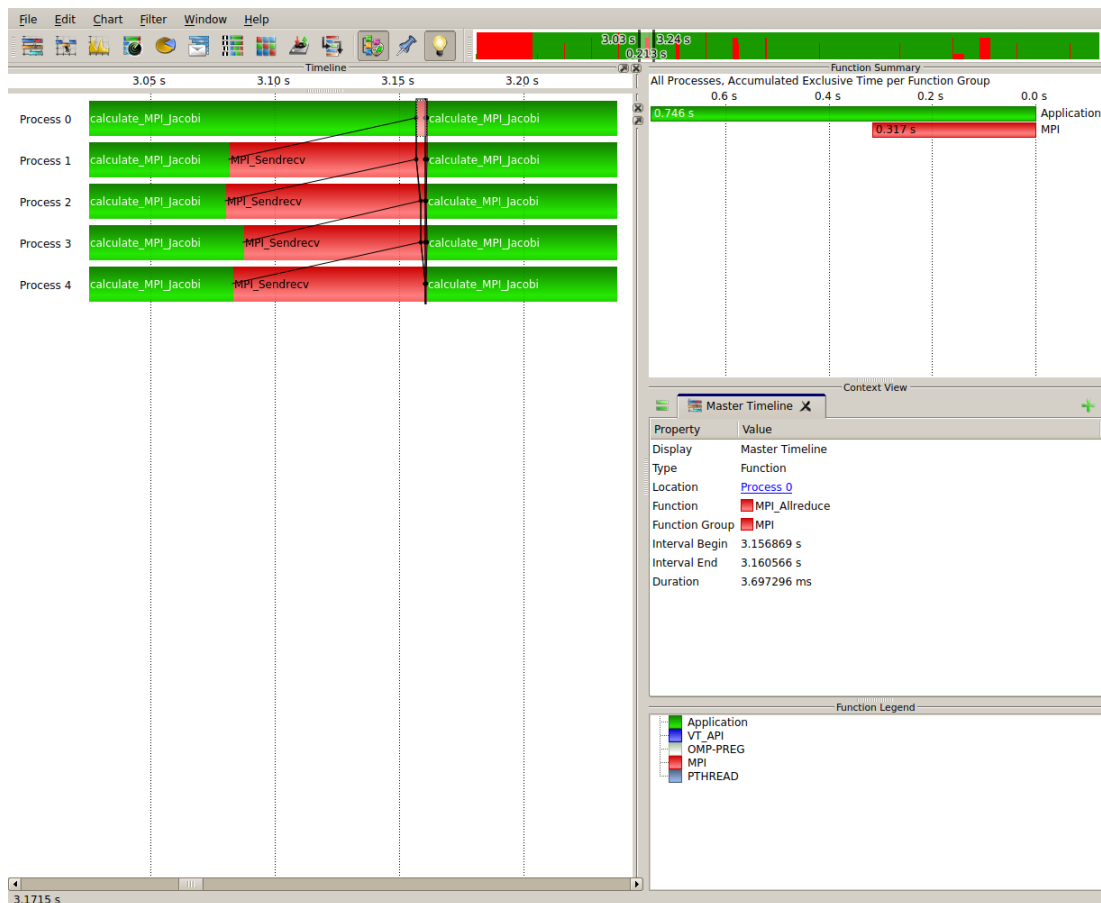 File Edit Chart Filter Window Help
3.03 s 3.24 s
0.213 s
Timeline
3.05 s 3.10 s 3.15 s 3.20 s
Process 0 calculate_MPI_Jacobi calculate_MPI_Jacobi
Process 1 calculate_MPI_Jacobi MPI_Sendrecv calculate_MPI_Jacobi
Process 2 calculate_MPI_Jacobi MPI_Sendrecv calculate_MPI_Jacobi
Process 3 calculate_MPI_Jacobi MPI_Sendrecv calculate_MPI_Jacobi
Process 4 calculate_MPI_Jacobi MPI_Sendrecv calculate_MPI_Jacobi
3.1715 s
Function Summary
All Processes, Accumulated Exclusive Time per Function Group
0.6 s 0.4 s 0.2 s 0.0 s
0.746 s Application
0.317 s MPI
Context View
Master Timeline
Property Value
Display Master Timeline
Type Function
Location Process 0
Function MPI_Allreduce
Function Group MPI
Interval Begin 3.156869 s
Interval End 3.160566 s
Duration 3.697296 ms
Function Legend
Application
VT_API
OMP-PREG
MPI
PTHREAD